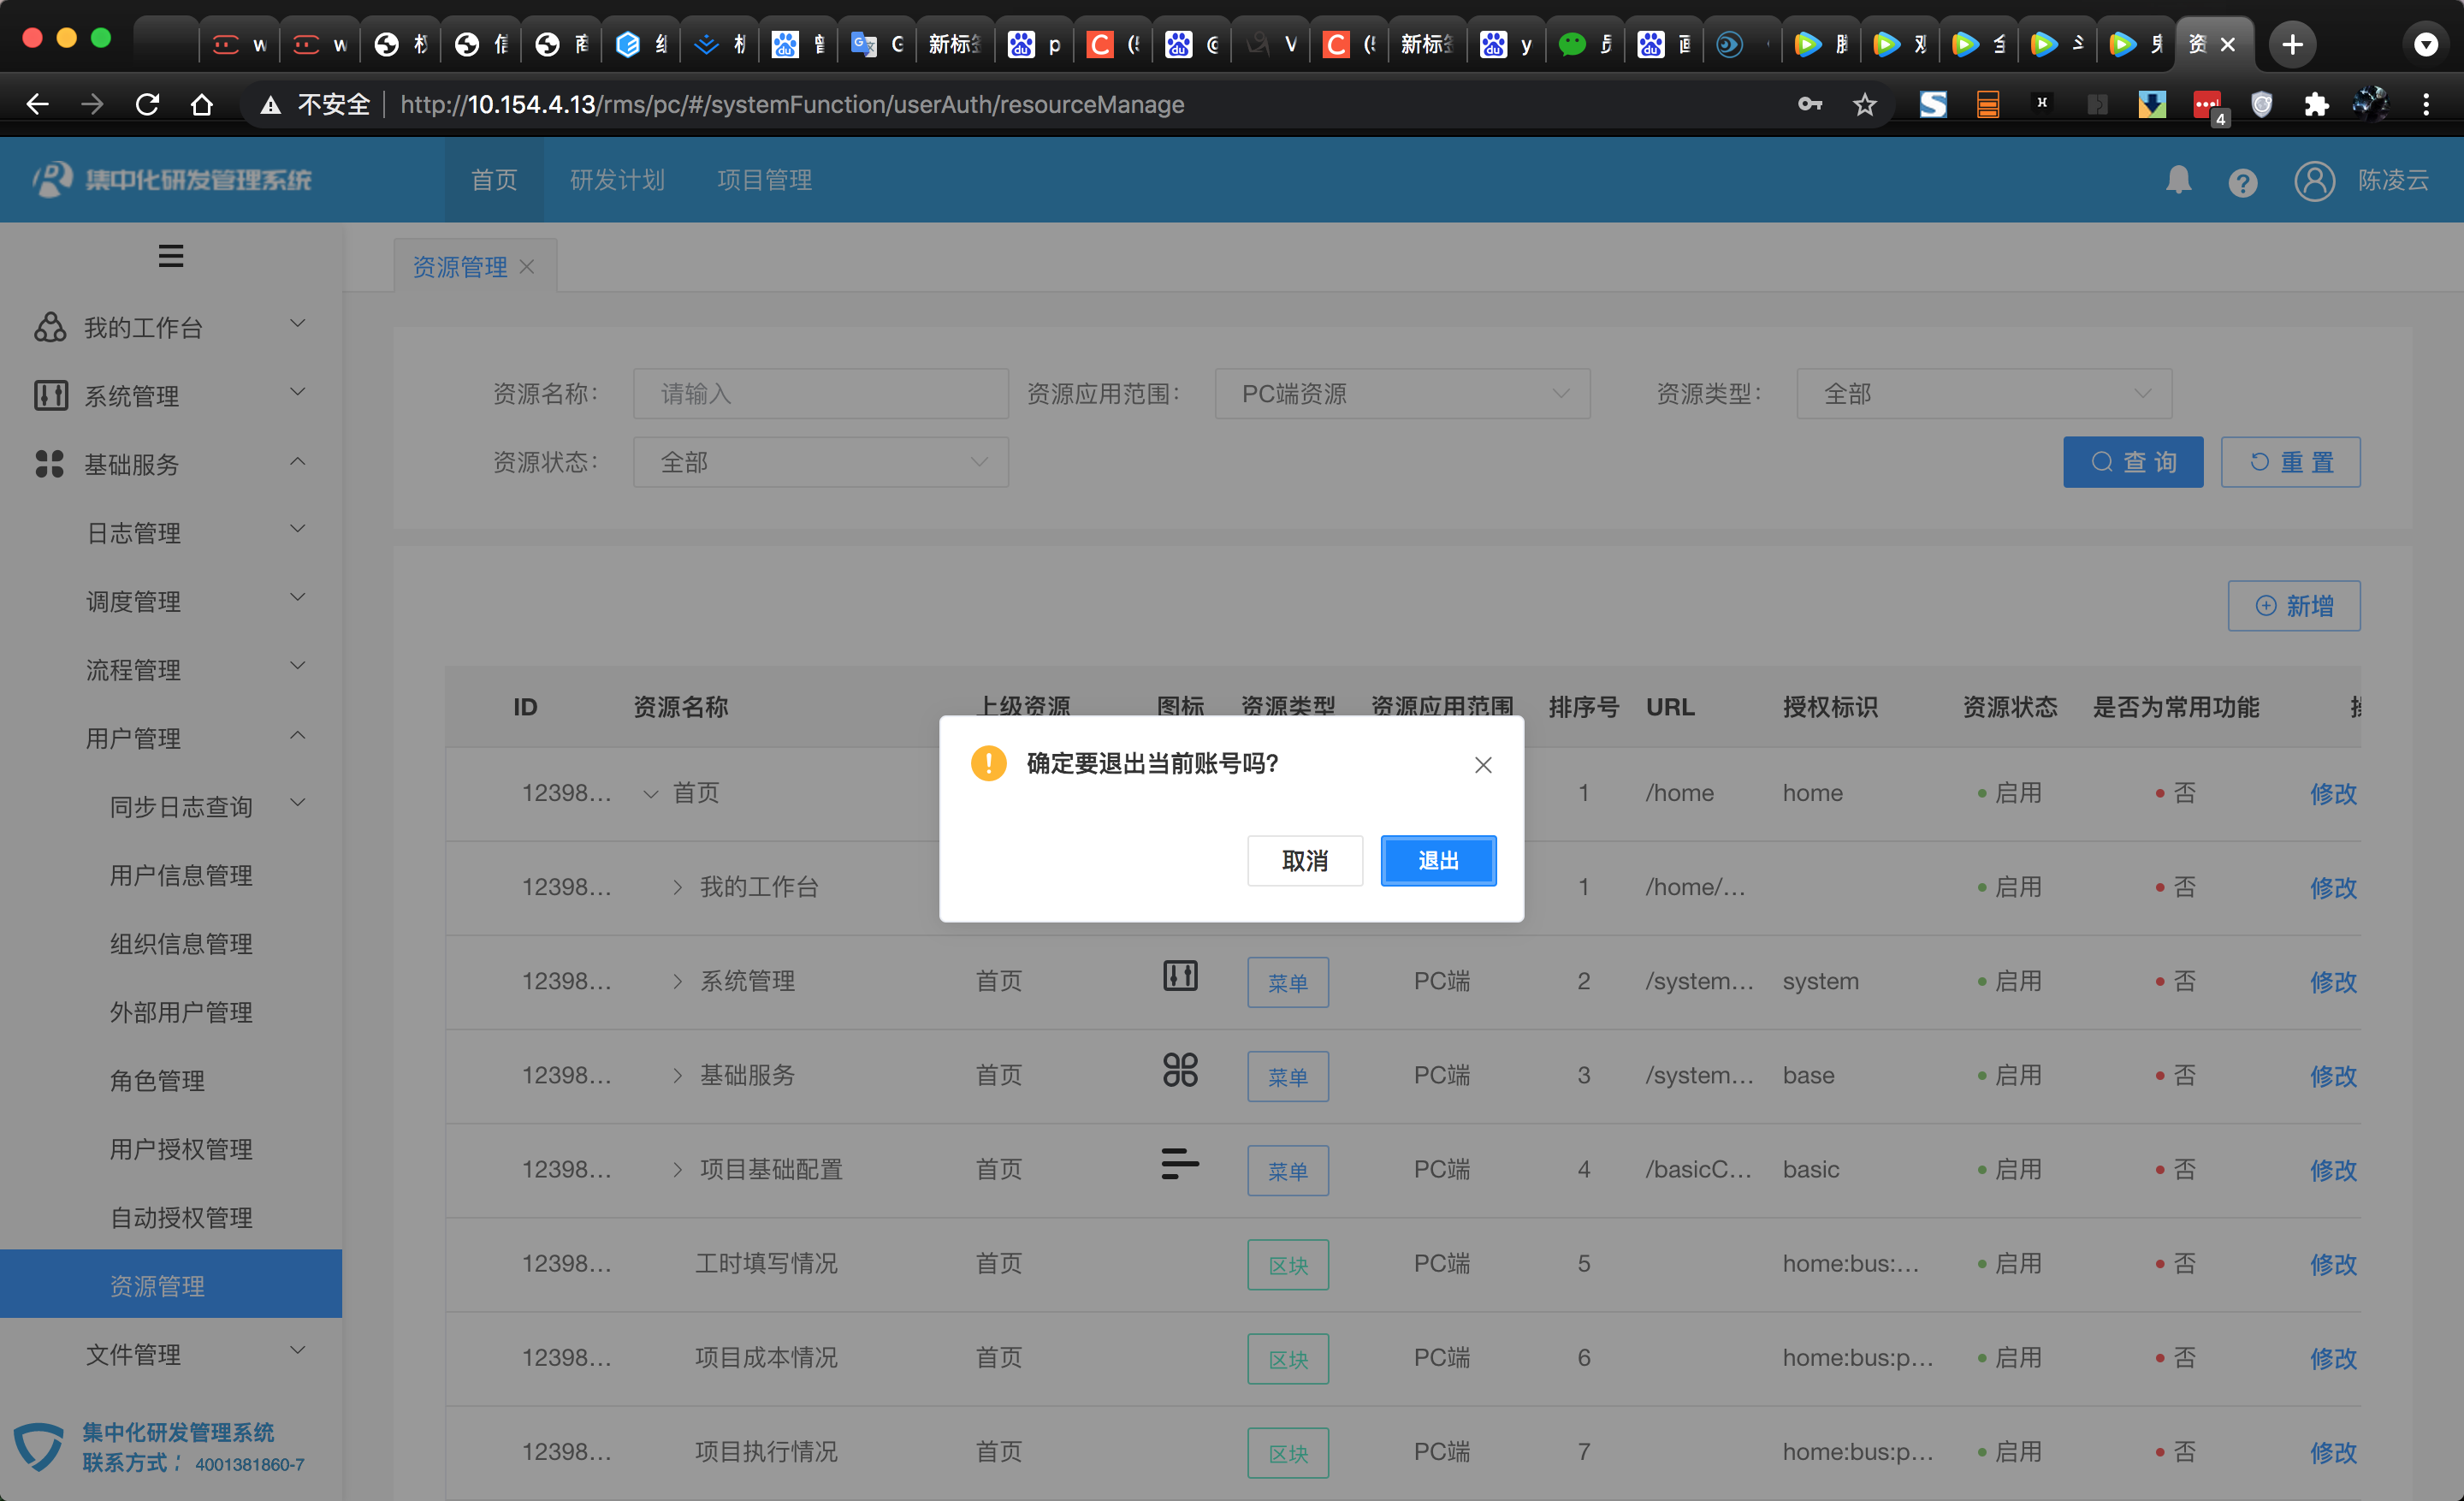 新标 p 新标 y 资
不安全 http://10.154.4.13/rms/pc/#/systemFunction/userAuth/resourceManage 4
集中化研发管理系统 首页 研发计划 项目管理 陈凌云
资源管理
我的工作台
系统管理
基础服务
日志管理
调度管理
流程管理
用户管理
同步日志查询
用户信息管理
组织信息管理
外部用户管理
角色管理
用户授权管理
自动授权管理
资源管理
文件管理
集中化研发管理系统
联系方式: 4001381860-7
资源名称: 请输入 资源应用范围: PC端资源 资源类型: 全部
资源状态: 全部 查询 重置
新增
ID 资源名称 上级资源 图标 资源类型 资源应用范围 排序号 URL 授权标识 资源状态 是否为常用功能
12398... 首页 1 /home home 启用 否 修改
12398... 我的工作台 1 /home/... 启用 否 修改
12398... 系统管理 首页 菜单 PC端 2 /system... system 启用 否 修改
12398... 基础服务 首页 菜单 PC端 3 /system... base 启用 否 修改
12398... 项目基础配置 首页 菜单 PC端 4 /basicC... basic 启用 否 修改
12398... 工时填写情况 首页 区块 PC端 5 home:bus:... 启用 否 修改
12398... 项目成本情况 首页 区块 PC端 6 home:bus:p... 启用 否 修改
12398... 项目执行情况 首页 区块 PC端 7 home:bus:p... 启用 否 修改
确定要退出当前账号吗?
取消 退出